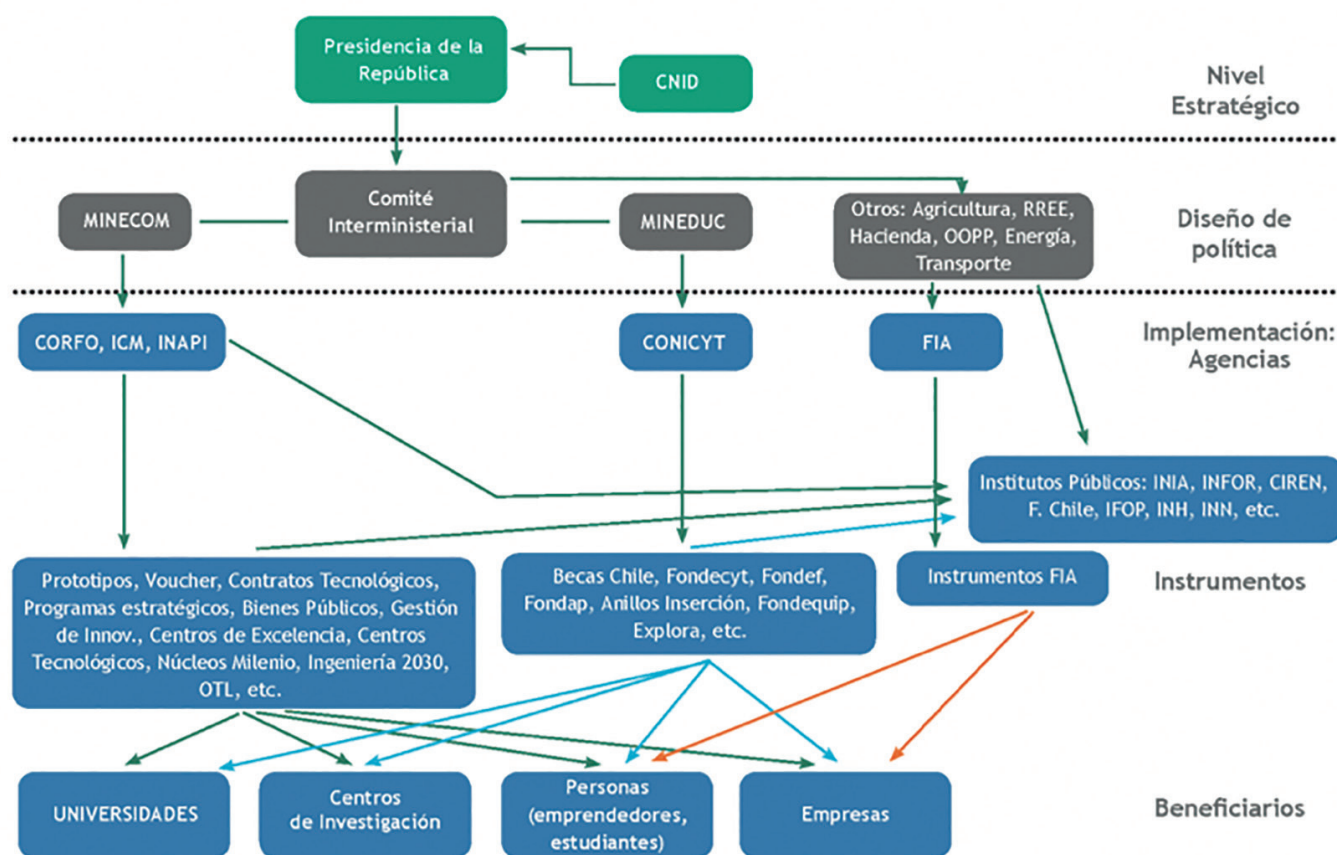 Presidencia de la
República
CNID
Nivel
Estratégico
Comité
Interministerial
MINECOM
MINEDUC
Otros: Agricultura, RREE,
Hacienda, OOPP, Energía,
Transporte
Diseño de
política
CORFO, ICM, INAPI
CONICYT
FIA
Implementación:
Agencias
Institutos Públicos: INIA, INFOR, CIREN,
F. Chile, IFOP, INH, INN, etc.
Prototipos, Voucher, Contratos Tecnológicos,
Programas estratégicos, Bienes Públicos, Gestión
de Innov., Centros de Excelencia, Centros
Tecnológicos, Núcleos Milenio, Ingeniería 2030,
OTL, etc.
Becas Chile, Fondecyt, Fondef,
Fondap, Anillos Inserción, Fondequip,
Explora, etc.
Instrumentos FIA
Instrumentos
UNIVERSIDADES
Centros
de Investigación
Personas
(emprendedores,
estudiantes)
Empresas
Beneficiarios